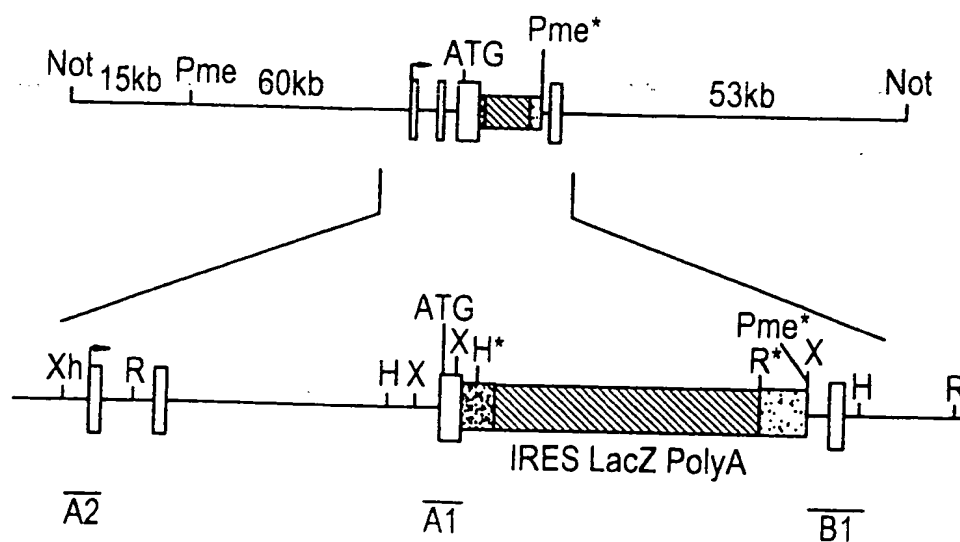 Pme*
ATG
Not 15kb Pme 60kb 53kb Not
ATG
Pme*
Xh R H X X H* R* X H R
IRES LacZ PolyA
A2 A1 B1